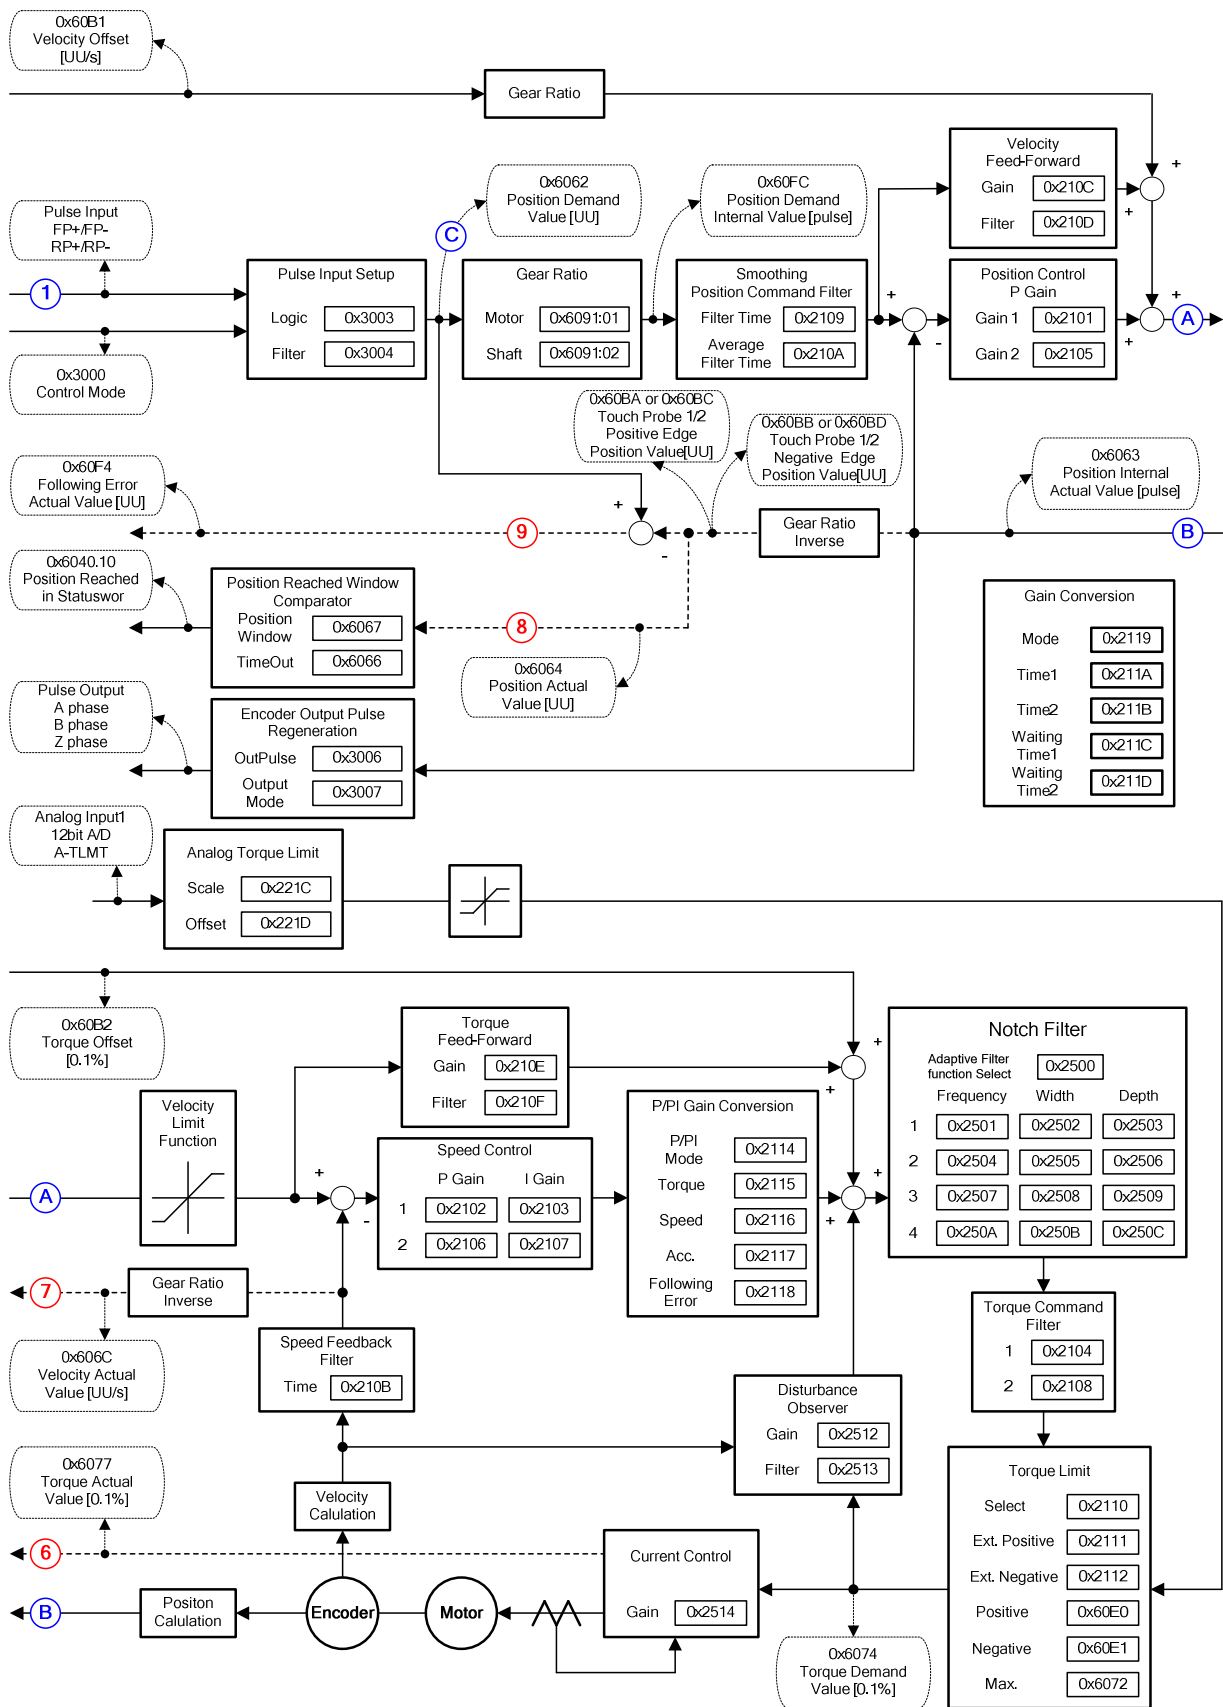 0x60B1
Velocity Offset
[UU/s]
Gear Ratio
Velocity
Feed-Forward
Gain 0x210C
Filter 0x210D
+
+
0x6062
Position Demand
Value [UU]
0x60FC
Position Demand
Internal Value [pulse]
Pulse Input
FP+/FP-
RP+/RP-
C
1
Pulse Input Setup
Logic 0x3003
Filter 0x3004
Gear Ratio
Motor 0x6091:01
Shaft 0x6091:02
Smoothing
Position Command Filter
Filter Time 0x2109
Average
Filter Time 0x210A
+
-
Position Control
P Gain
Gain 1 0x2101
Gain 2 0x2105
+
+
A
0x3000
Control Mode
0x60BA or 0x60BC
Touch Probe 1/2
Positive Edge
Position Value[UU]
0x60BB or 0x60BD
Touch Probe 1/2
Negative Edge
Position Value[UU]
0x6063
Position Internal
Actual Value [pulse]
0x60F4
Following Error
Actual Value [UU]
9
+
-
Gear Ratio
Inverse
B
0x6040.10
Position Reached
in Statuswor
Position Reached Window
Comparator
Position
Window 0x6067
TimeOut 0x6066
8
0x6064
Position Actual
Value [UU]
Gain Conversion
Mode 0x2119
Time1 0x211A
Time2 0x211B
Waiting
Time1 0x211C
Waiting
Time2 0x211D
Pulse Output
A phase
B phase
Z phase
Encoder Output Pulse
Regeneration
OutPulse 0x3006
Output
Mode 0x3007
Analog Input1
12bit A/D
A-TLMT
Analog Torque Limit
Scale 0x221C
Offset 0x221D
0x60B2
Torque Offset
[0.1%]
Torque
Feed-Forward
Gain 0x210E
Filter 0x210F
+
+
Notch Filter
Adaptive Filter
function Select 0x2500
Frequency Width Depth
1 0x2501 0x2502 0x2503
2 0x2504 0x2505 0x2506
3 0x2507 0x2508 0x2509
4 0x250A 0x250B 0x250C
A
Velocity
Limit
Function
+
-
Speed Control
P Gain I Gain
1 0x2102 0x2103
2 0x2106 0x2107
P/PI Gain Conversion
P/PI
Mode 0x2114
Torque 0x2115
Speed 0x2116
Acc. 0x2117
Following
Error 0x2118
+
+
7
Gear Ratio
Inverse
0x606C
Velocity Actual
Value [UU/s]
Speed Feedback
Filter
Time 0x210B
Torque Command
Filter
1 0x2104
2 0x2108
Disturbance
Observer
Gain 0x2512
Filter 0x2513
0x6077
Torque Actual
Value [0.1%]
Velocity
Calulation
Torque Limit
Select 0x2110
Ext. Positive 0x2111
Ext. Negative 0x2112
Positive 0x60E0
Negative 0x60E1
Max. 0x6072
6
Current Control
Gain 0x2514
B
Positon
Calulation
Encoder
Motor
0x6074
Torque Demand
Value [0.1%]